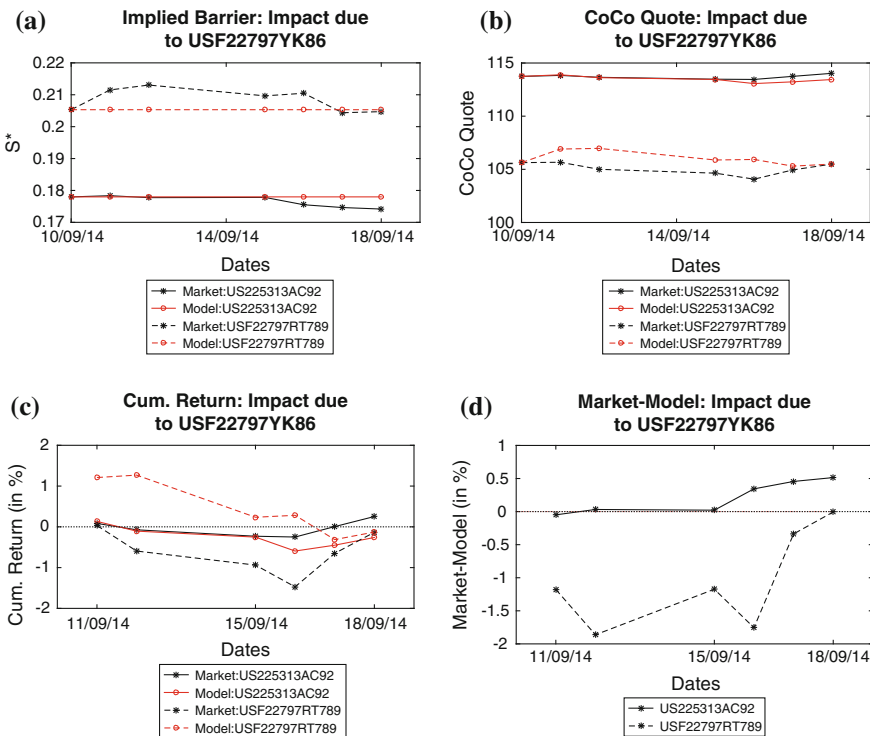 (a)
Implied Barrier: Impact due
to USF22797YK86
0.22
0.21
0.2
0.19
0.18
0.17
S*
10/09/14
14/09/14
18/09/14
Dates
Market:US225313AC92
Model:US225313AC92
Market:USF22797RT789
Model:USF22797RT789
(b)
CoCo Quote: Impact due
to USF22797YK86
115
110
105
100
CoCo Quote
10/09/14
14/09/14
18/09/14
Dates
Market:US225313AC92
Model:US225313AC92
Market:USF22797RT789
Model:USF22797RT789
(c)
Cum. Return: Impact due
to USF22797YK86
2
1
0
-1
-2
Cum. Return (in %)
11/09/14
15/09/14
18/09/14
Dates
Market:US225313AC92
Model:US225313AC92
Market:USF22797RT789
Model:USF22797RT789
(d)
Market-Model: Impact due
to USF22797YK86
1
0.5
0
-0.5
-1
-1.5
-2
Market-Model (in %)
11/09/14
15/09/14
18/09/14
Dates
US225313AC92
USF22797RT789